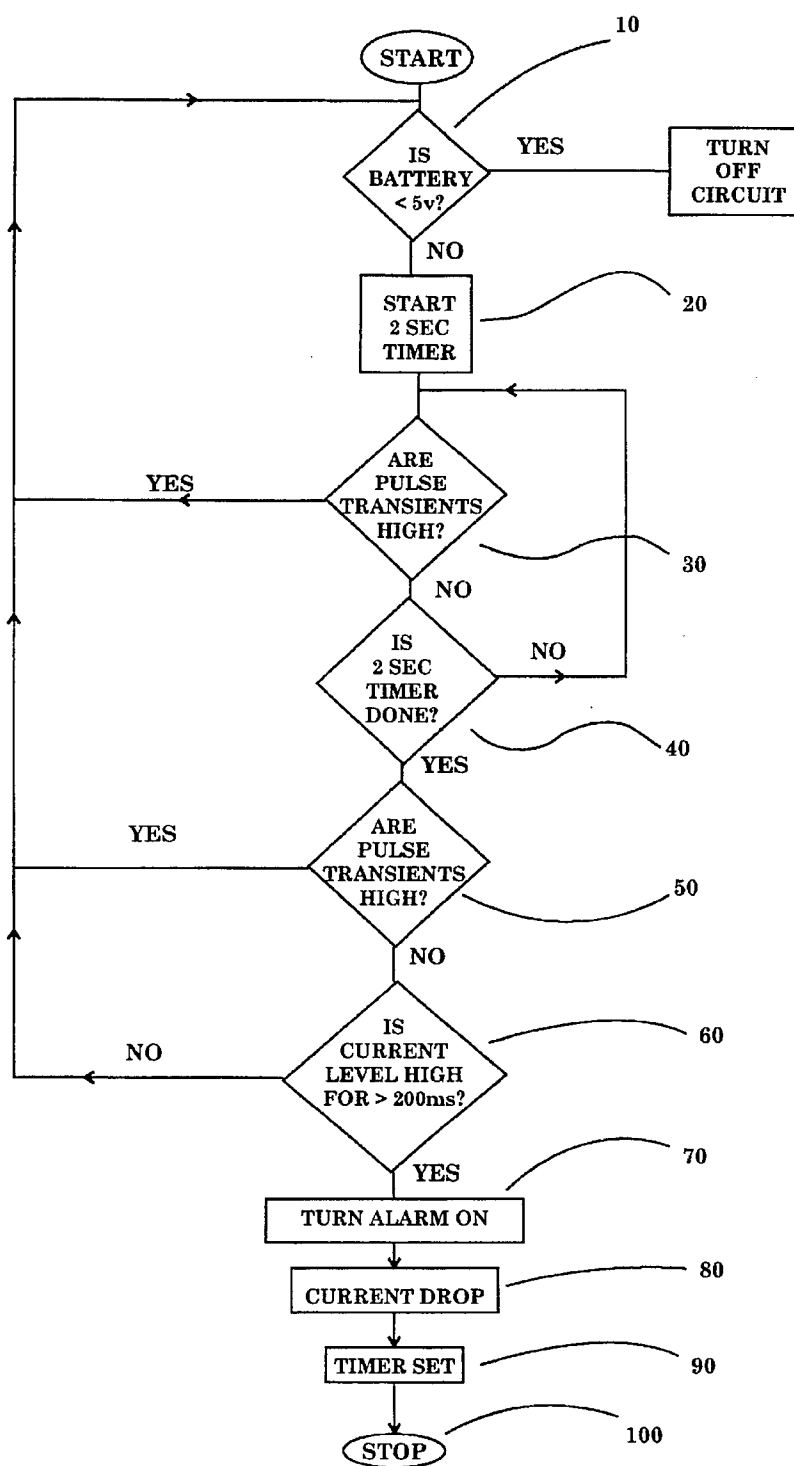 10
START
IS
BATTERY
< 5v?
YES
TURN
OFF
CIRCUIT
NO
START
2 SEC
TIMER
20
ARE
PULSE
TRANSIENTS
HIGH?
YES
30
NO
IS
2 SEC
TIMER
DONE?
NO
40
YES
ARE
PULSE
TRANSIENTS
HIGH?
YES
50
NO
IS
CURRENT
LEVEL HIGH
FOR > 200ms?
60
NO
YES
70
TURN ALARM ON
80
CURRENT DROP
TIMER SET
90
STOP
100